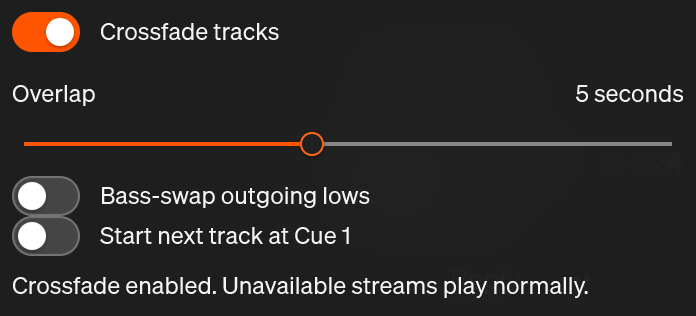 Crossfade tracks
Overlap 5 seconds
Bass-swap outgoing lows
Start next track at Cue 1
Crossfade enabled. Unavailable streams play normally.